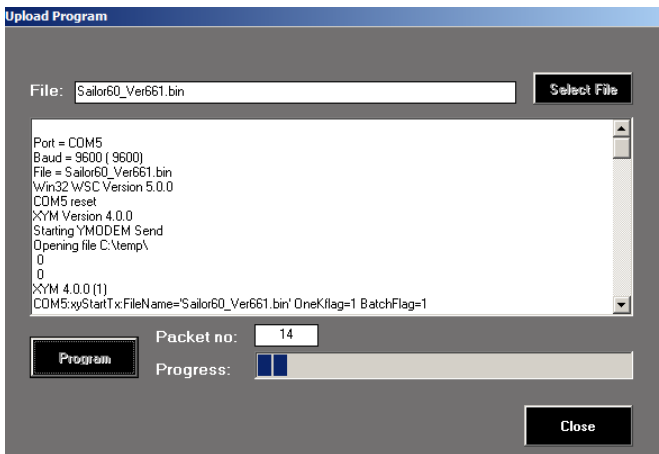 Upload Program
File: Sailor60_Ver661.bin Select File
Port = COM5
Baud = 9600 ( 9600)
File = Sailor60_Ver661.bin
Win32 WSC Version 5.0.0
COM5 reset
XYM Version 4.0.0
Starting YMODEM Send
Opening file C:\temp\
0
0
XYM 4.0.0 (1)
COM5:xyStartTx:FileName='Sailor60_Ver661.bin' OneKflag=1 BatchFlag=1
Packet no: 14
Program
Progress:
Close